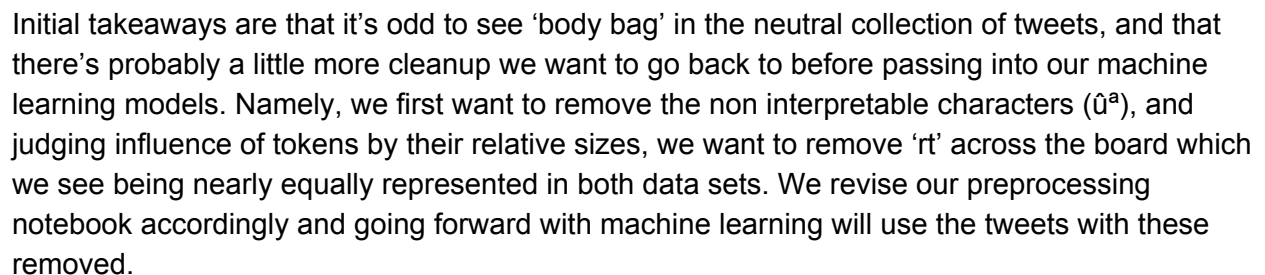 Initial takeaways are that it’s odd to see ‘body bag’ in the neutral collection of tweets, and that
there’s probably a little more cleanup we want to go back to before passing into our machine
learning models. Namely, we first want to remove the non interpretable characters (ûª), and
judging influence of tokens by their relative sizes, we want to remove ‘rt’ across the board which
we see being nearly equally represented in both data sets. We revise our preprocessing
notebook accordingly and going forward with machine learning will use the tweets with these
removed.